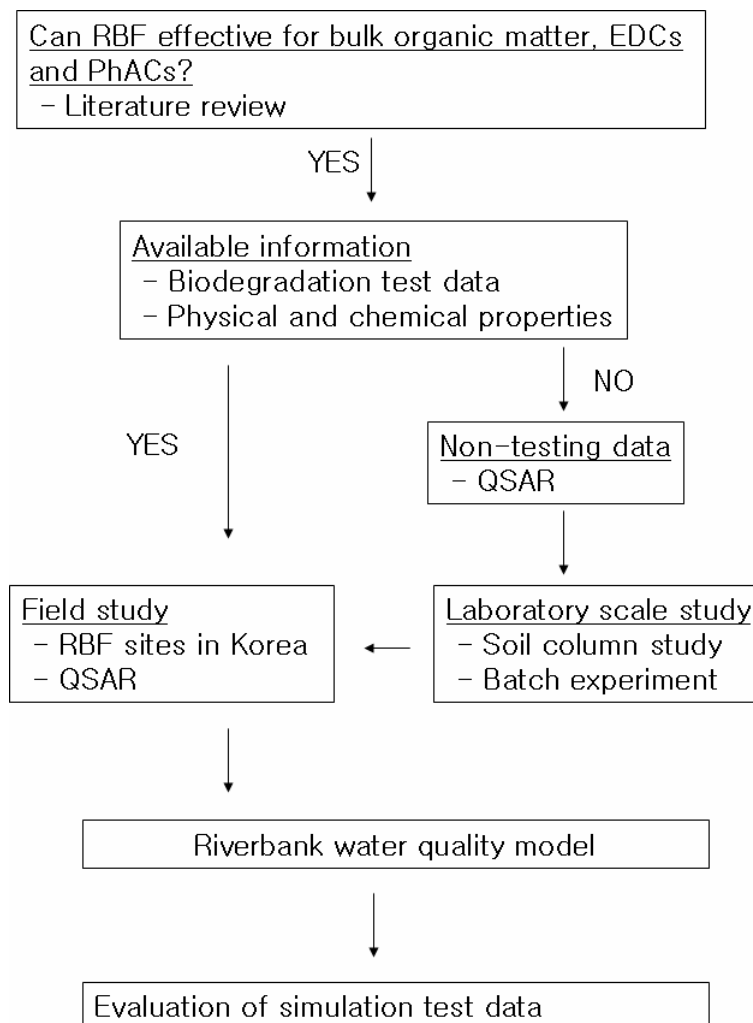 Can RBF effective for bulk organic matter, EDCs
and PhACs?
- Literature review
YES
Available information
- Biodegradation test data
- Physical and chemical properties
NO
YES
Non-testing data
- QSAR
Field study
- RBF sites in Korea
- QSAR
Laboratory scale study
- Soil column study
- Batch experiment
Riverbank water quality model
Evaluation of simulation test data